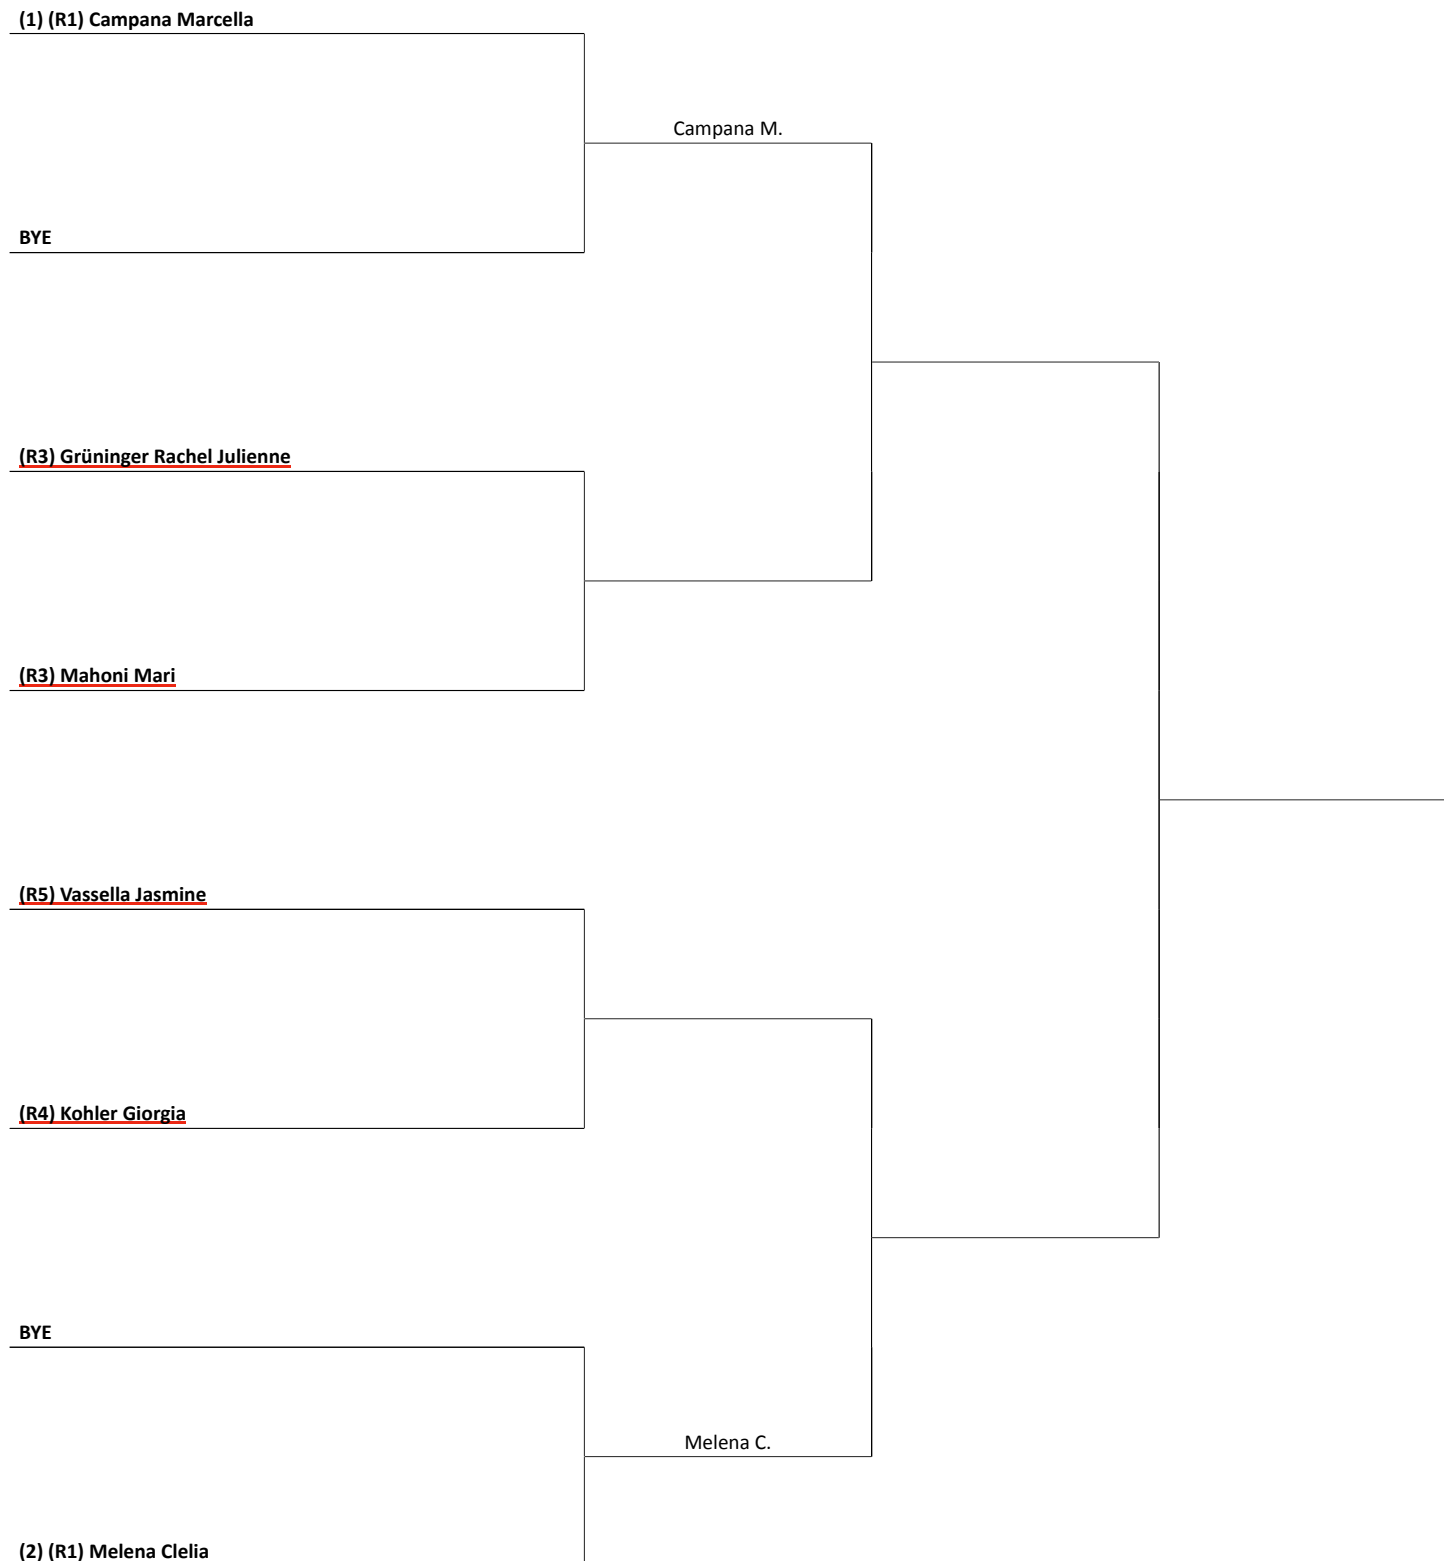 (1) (R1) Campana Marcella
Campana M.
BYE
(R3) Grüninger Rachel Julienne
(R3) Mahoni Mari
(R5) Vassella Jasmine
(R4) Kohler Giorgia
BYE
Melena C.
(2) (R1) Melena Clelia